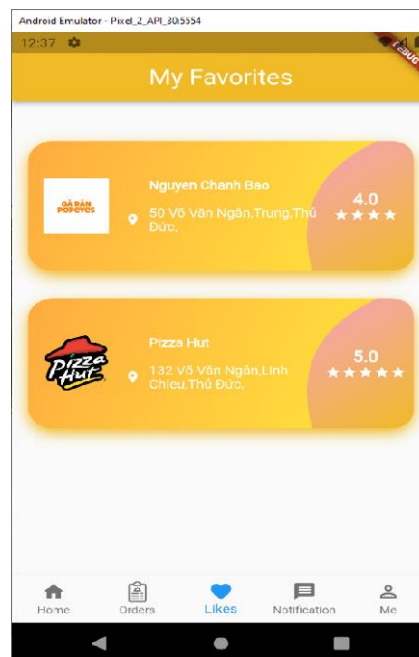 Android Emulator - Pixel_2_API_30:5554
12:37
DEBUG
My Favorites
GÀ RÁN
POPEYES
Nguyen Chanh Bao
50 Võ Văn Ngân,Trung,Thủ
Đức,
4.0
Pizza
Hut
Pizza Hut
132 Võ Văn Ngân,Linh
Chieu,Thủ Đức,
5.0
Home
Orders
Likes
Notification
Me